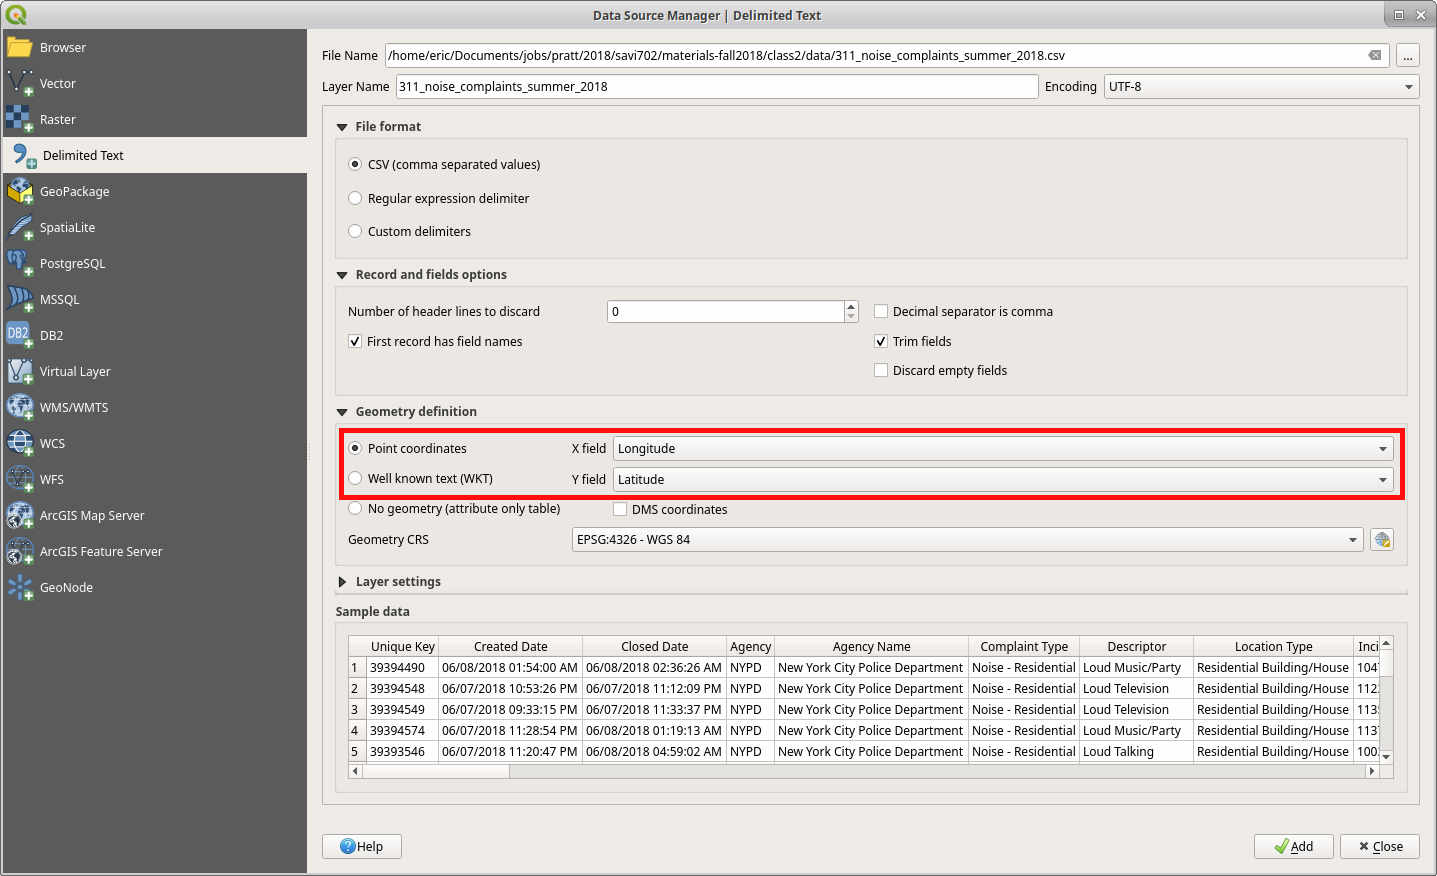 Data Source Manager | Delimited Text
Browser
Vector
Raster
Delimited Text
GeoPackage
SpatiaLite
PostgreSQL
MSSQL
DB2
DB2
Virtual Layer
WMS/WMTS
WCS
WFS
ArcGIS Map Server
ArcGIS Feature Server
GeoNode
File Name /home/eric/Documents/jobs/pratt/2018/savi702/materials-fall2018/class2/data/311_noise_complaints_summer_2018.csv ...
Layer Name 311_noise_complaints_summer_2018 Encoding UTF-8
File format
CSV (comma separated values)
Regular expression delimiter
Custom delimiters
Record and fields options
Number of header lines to discard 0 Decimal separator is comma
First record has field names Trim fields
Discard empty fields
Geometry definition
Point coordinates X field Longitude
Well known text (WKT) Y field Latitude
No geometry (attribute only table) DMS coordinates
Geometry CRS EPSG:4326 - WGS 84
Layer settings
Sample data
Unique Key Created Date Closed Date Agency Agency Name Complaint Type Descriptor Location Type Inci
1 39394490 06/08/2018 01:54:00 AM 06/08/2018 02:36:26 AM NYPD New York City Police Department Noise - Residential Loud Music/Party Residential Building/House 104
2 39394548 06/07/2018 10:53:26 PM 06/07/2018 11:12:09 PM NYPD New York City Police Department Noise - Residential Loud Television Residential Building/House 112
3 39394549 06/07/2018 09:33:15 PM 06/07/2018 11:33:37 PM NYPD New York City Police Department Noise - Residential Loud Television Residential Building/House 113
4 39394574 06/07/2018 11:28:54 PM 06/08/2018 01:19:13 AM NYPD New York City Police Department Noise - Residential Loud Music/Party Residential Building/House 113
5 39393546 06/07/2018 11:20:47 PM 06/08/2018 04:59:02 AM NYPD New York City Police Department Noise - Residential Loud Talking Residential Building/House 100
Help Add Close